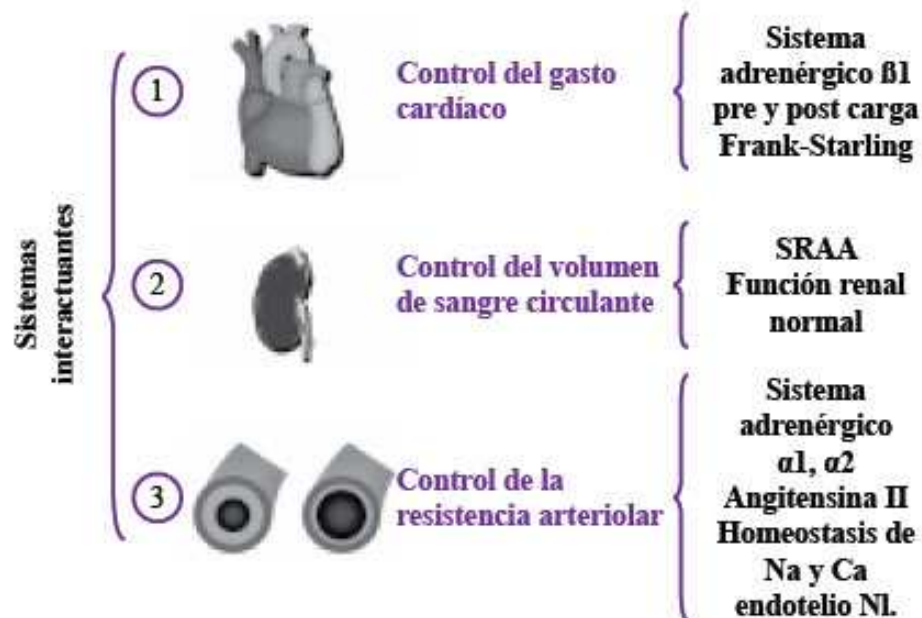 Sistemas
interactuantes
1
Control del gasto
cardíaco
Sistema
adrenérgico ß1
pre y post carga
Frank-Starling
2
Control del volumen
de sangre circulante
SRAA
Función renal
normal
3
Control de la
resistencia arteriolar
Sistema
adrenérgico
α1, α2
Angitensina II
Homeostasis de
Na y Ca
endotelio Nl.